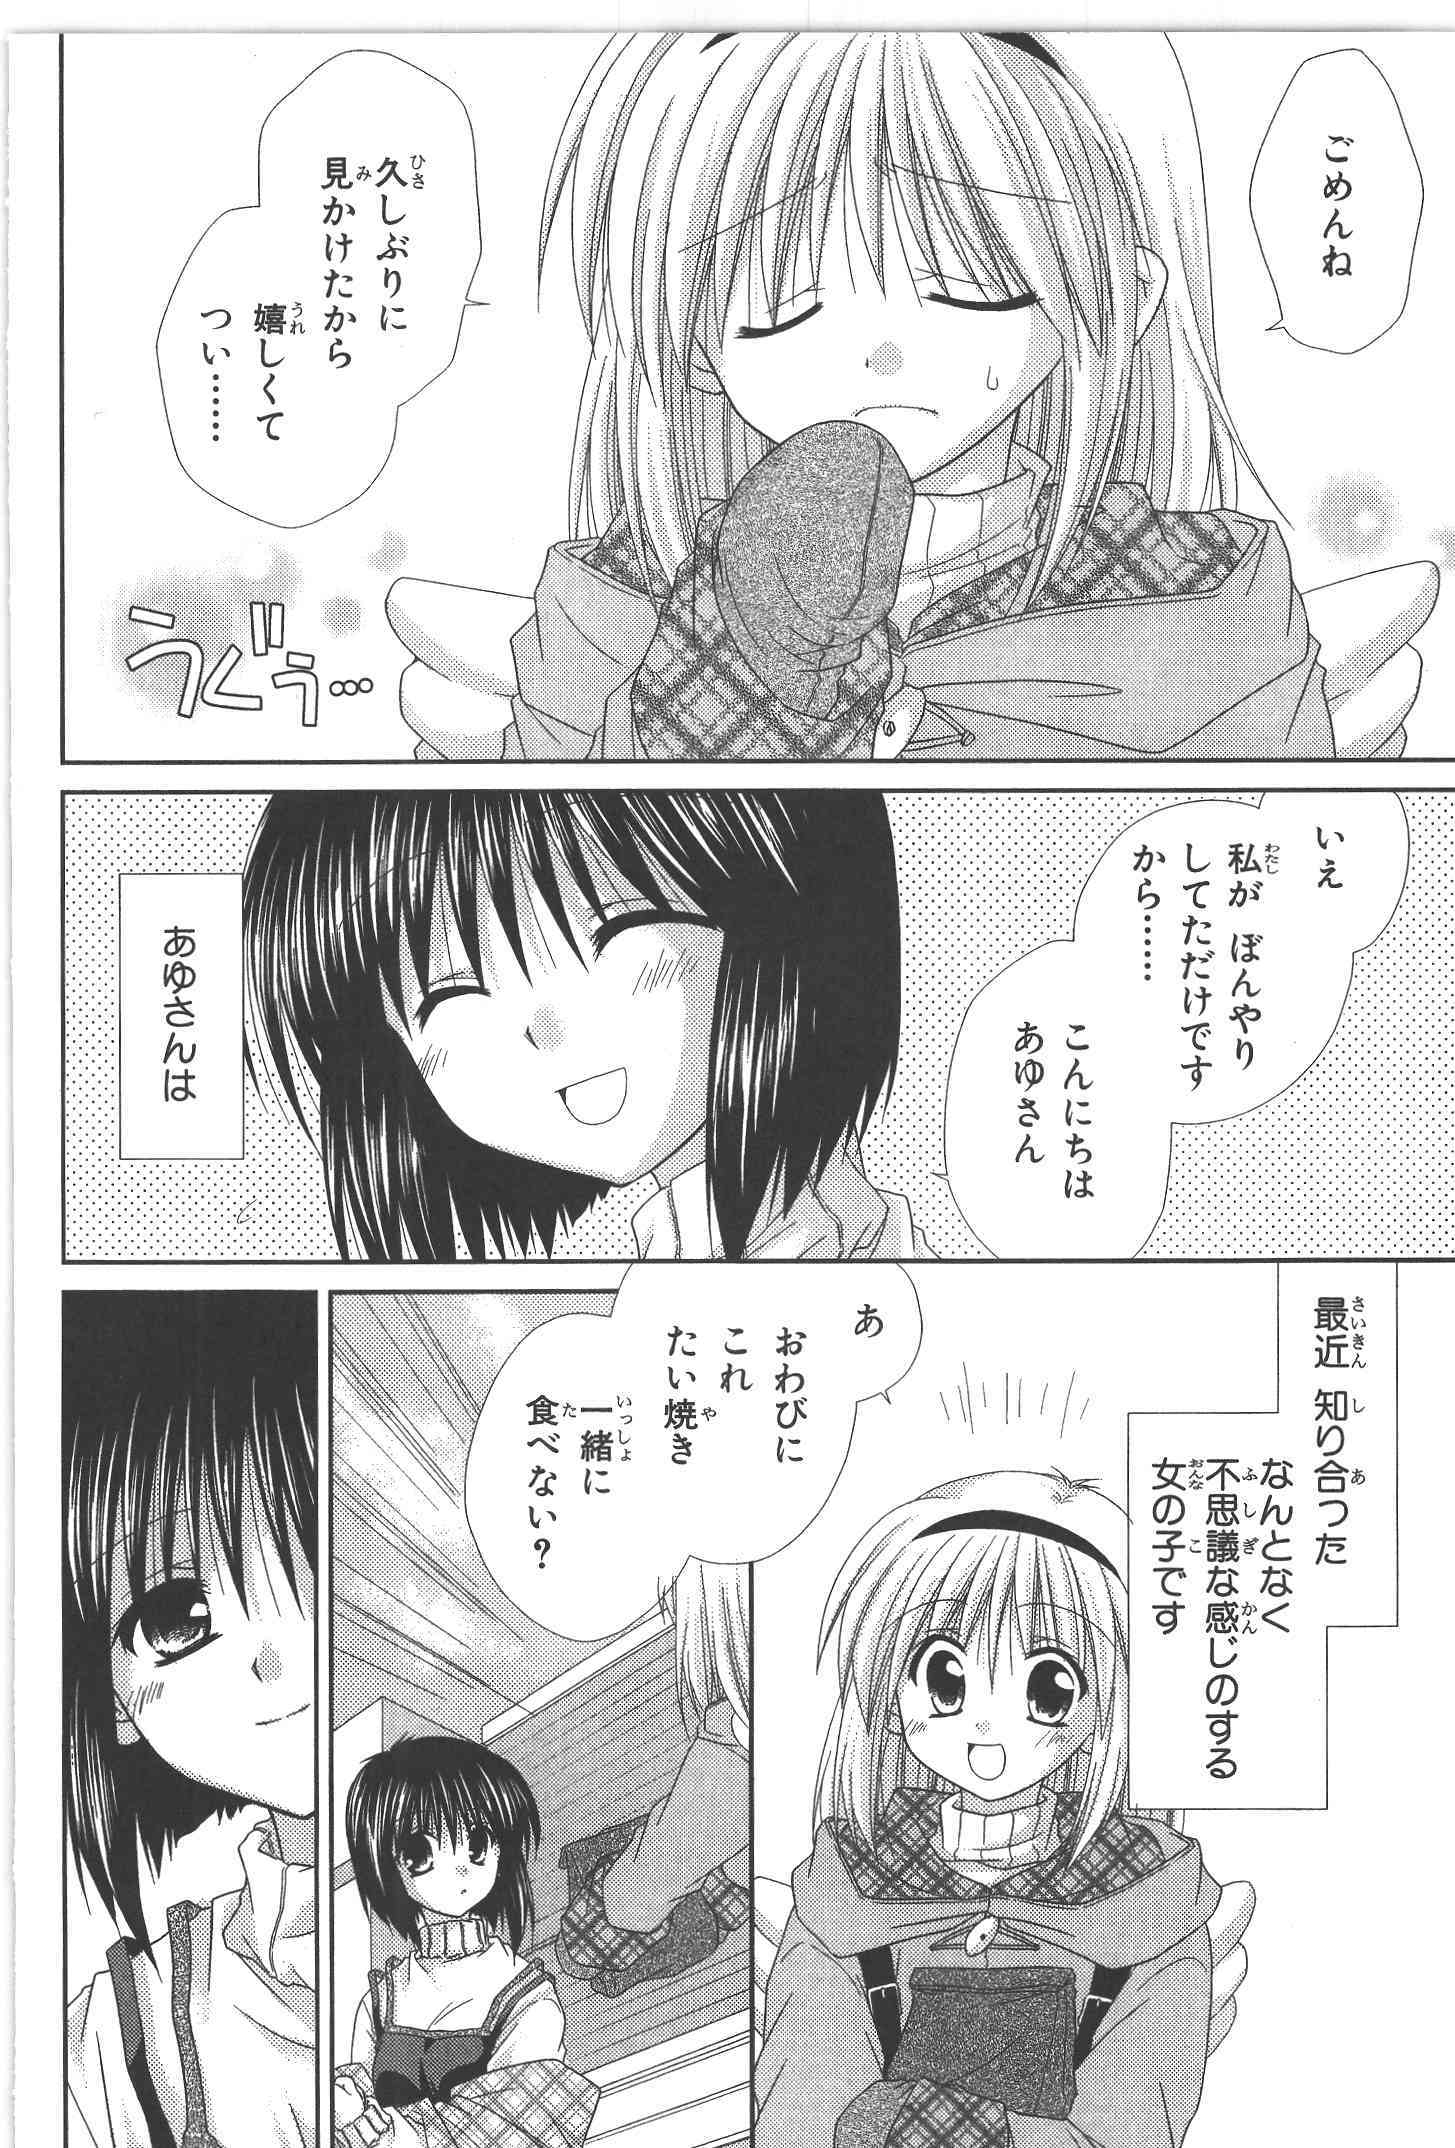 ごめんね
久しぶりに
見かけたから
嬉しくて
つい……
うぐぅ…
いえ
私が ぼんやり
してただけです
から……
こんにちは
あゆさん
あゆさんは
最近 知り合った
なんとなく
不思議な感じのする
女の子です
あ
おわびに
これ
たい焼き
一緒に
食べない?